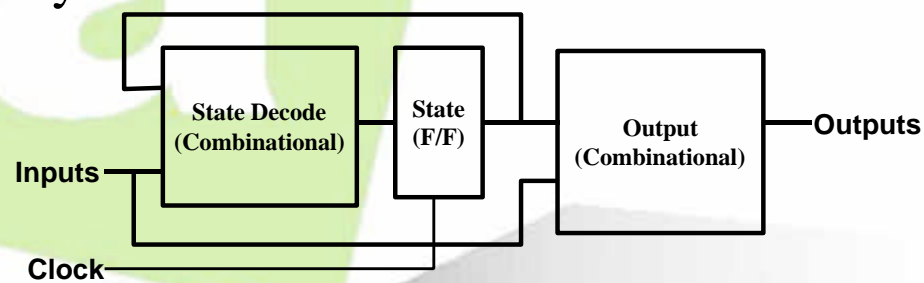 State Decode
(Combinational)
State
(F/F)
Output
(Combinational)
Outputs
Inputs
Clock